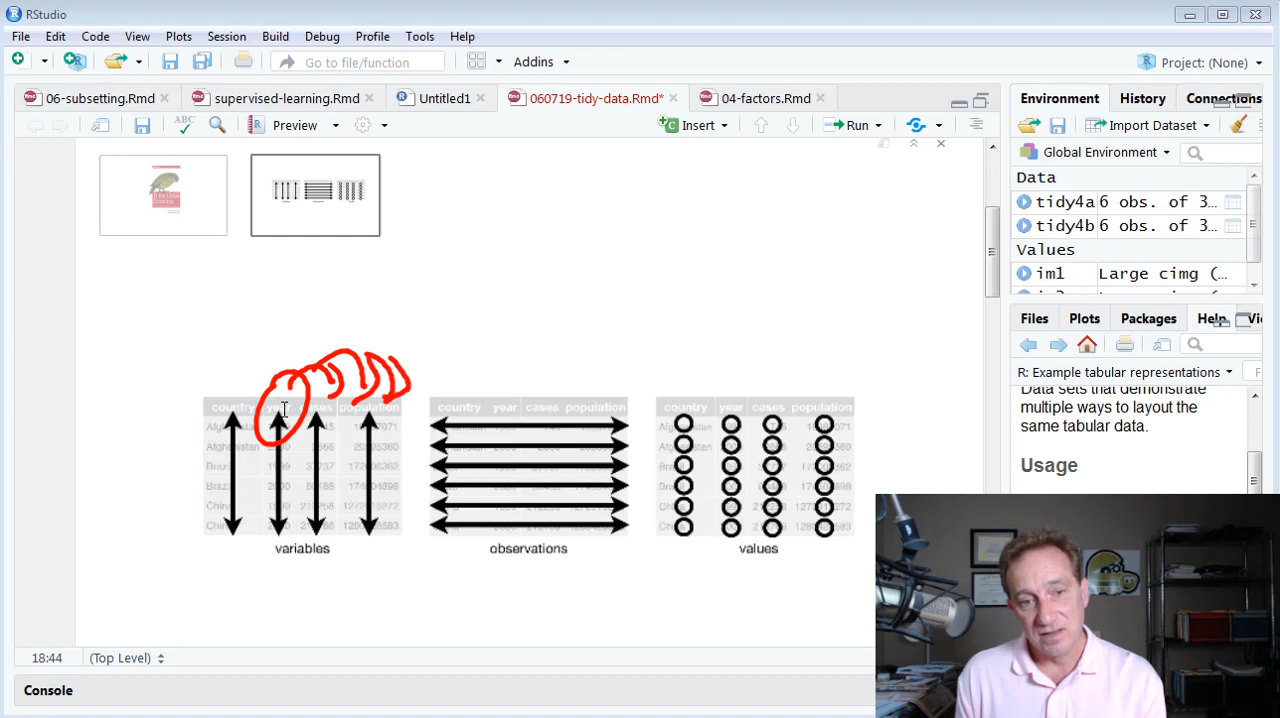 RStudio
File Edit Code View Plots Session Build Debug Profile Tools Help
Go to file/function Addins Project: (None)
06-subsetting.Rmd supervised-learning.Rmd Untitled1 060719-tidy-data.Rmd* 04-factors.Rmd
ABC Preview Insert Run
Environment History Connections
Import Dataset
Global Environment
Data
tidy4a 6 obs. of 3…
tidy4b 6 obs. of 3…
Values
im1 Large cimg (…
Files Plots Packages Help
R: Example tabular representations
Data sets that demonstrate
multiple ways to layout the
same tabular data.
Usage
country cases population country year cases population country year cases population
variables observations values
18:44 (Top Level)
Console